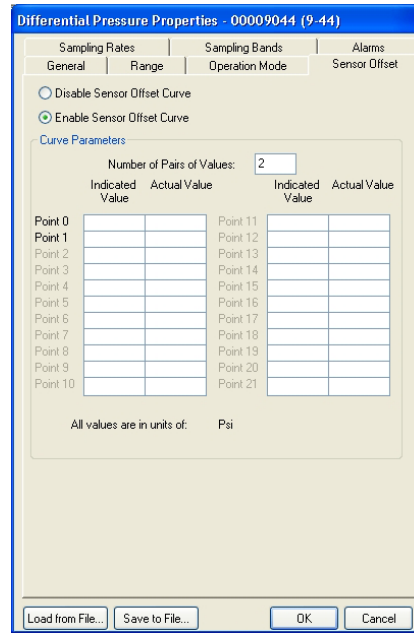 Differential Pressure Properties - 00009044 (9-44)
Sampling Rates Sampling Bands Alarms
General Range Operation Mode Sensor Offset
Disable Sensor Offset Curve
Enable Sensor Offset Curve
Curve Parameters
Number of Pairs of Values: 2
Indicated Value Actual Value Indicated Value Actual Value
Point 0 Point 11
Point 1 Point 12
Point 2 Point 13
Point 3 Point 14
Point 4 Point 15
Point 5 Point 16
Point 6 Point 17
Point 7 Point 18
Point 8 Point 19
Point 9 Point 20
Point 10 Point 21
All values are in units of: Psi
Load from File... Save to File... OK Cancel